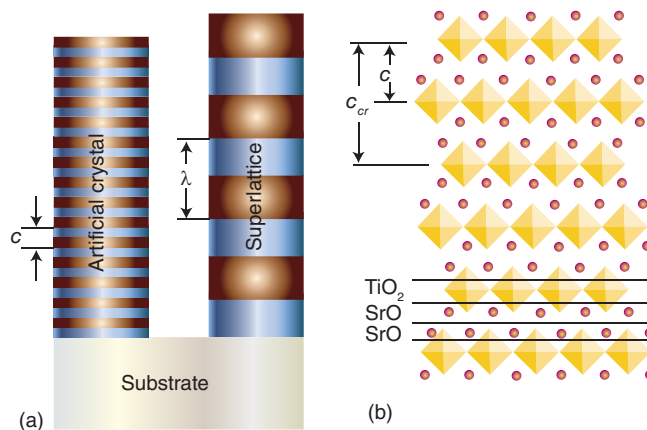 Artificial crystal
Superlattice
λ
c
Substrate
(a)
c
c_cr
TiO₂
SrO
SrO
(b)